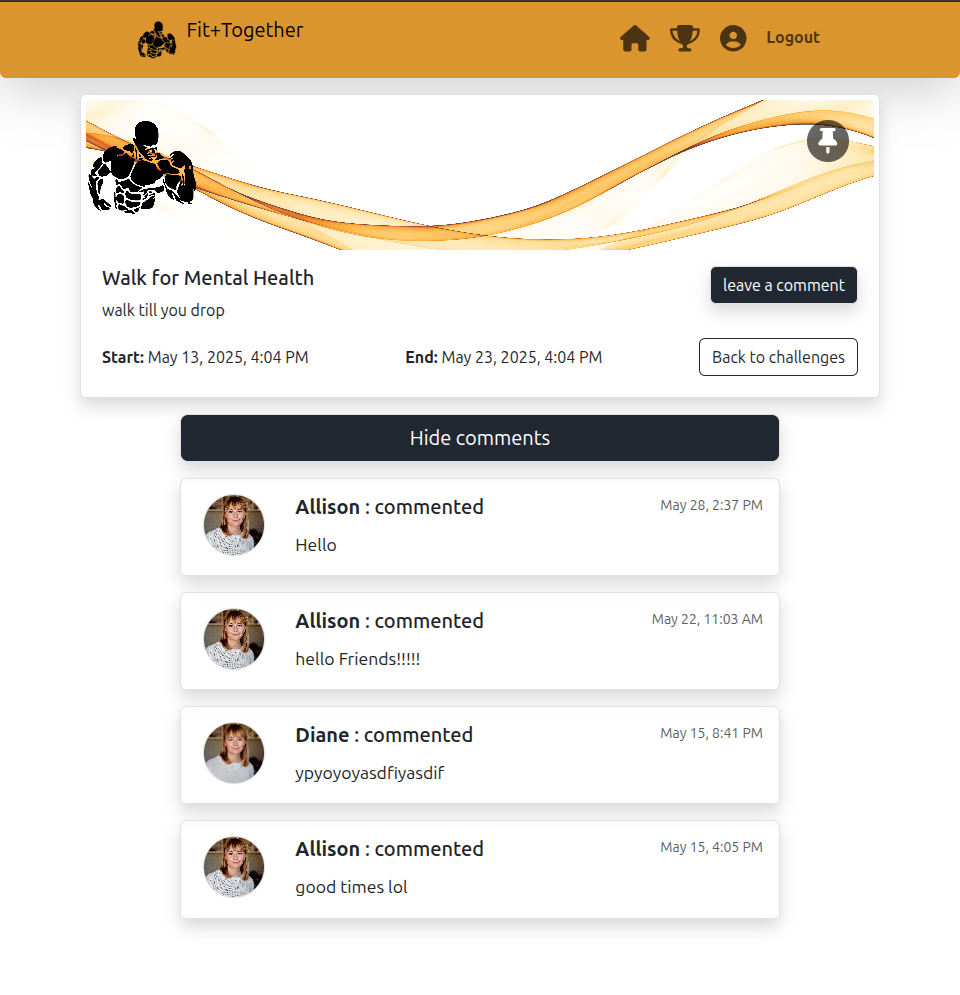 Fit+Together
Logout
Walk for Mental Health
leave a comment
walk till you drop
Start: May 13, 2025, 4:04 PM
End: May 23, 2025, 4:04 PM
Back to challenges
Hide comments
Allison : commented
May 28, 2:37 PM
Hello
Allison : commented
May 22, 11:03 AM
hello Friends!!!!!
Diane : commented
May 15, 8:41 PM
ypyoyoyasdfiyasdif
Allison : commented
May 15, 4:05 PM
good times lol